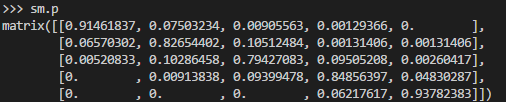 >>> sm.p
matrix([[0.91461837, 0.07503234, 0.00905563, 0.00129366, 0.        ],
        [0.06570302, 0.82654402, 0.10512484, 0.00131406, 0.00131406],
        [0.00520833, 0.10286458, 0.79427083, 0.09505208, 0.00260417],
        [0.        , 0.00913838, 0.09399478, 0.84856397, 0.04830287],
        [0.        , 0.        , 0.        , 0.06217617, 0.93782383]])